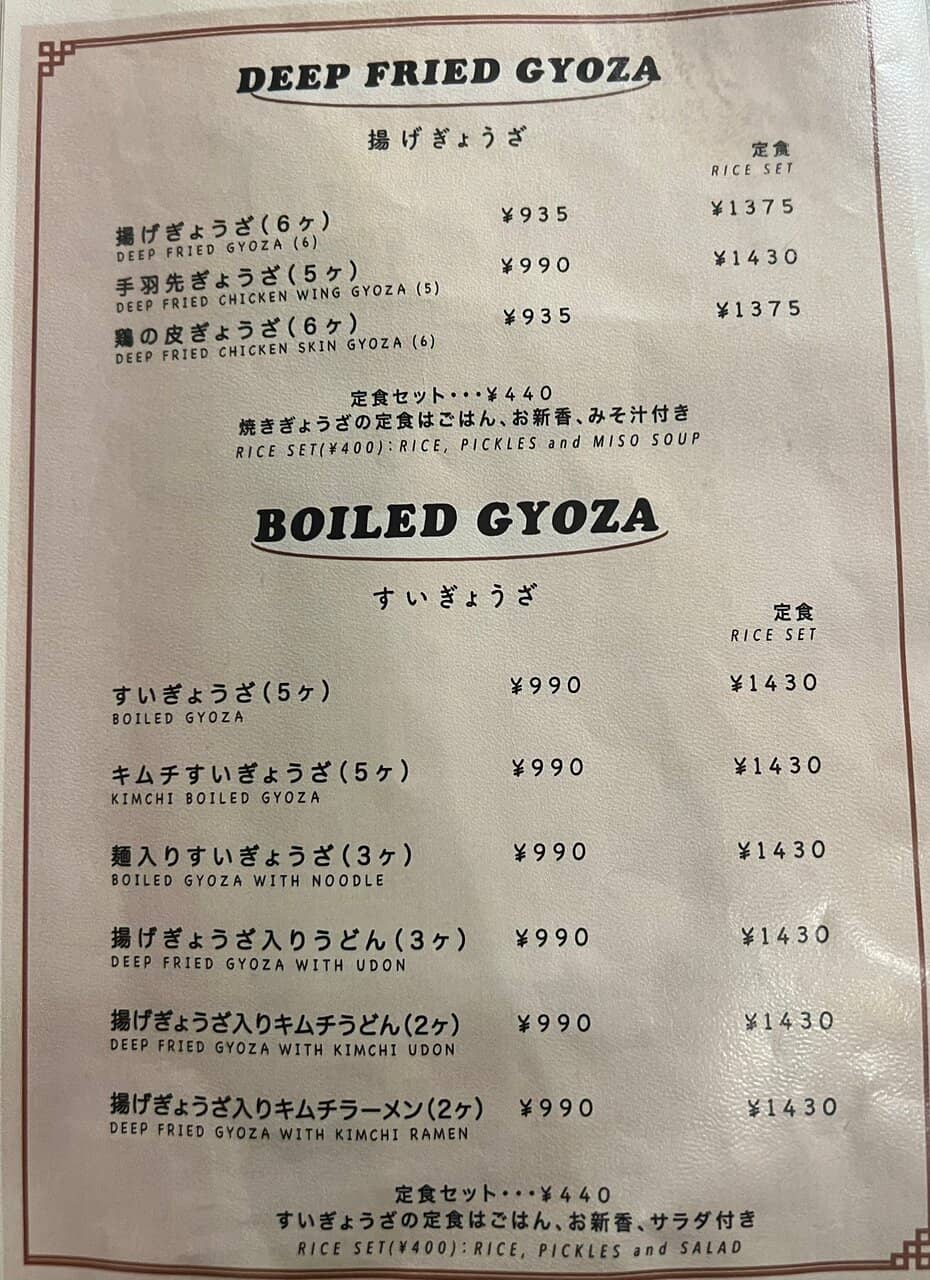 DEEP FRIED GYOZA
揚げぎょうざ
定食
RICE SET
揚げぎょうざ(6ヶ) ¥935 ¥1375
DEEP FRIED GYOZA (6)
手羽先ぎょうざ(5ヶ) ¥990 ¥1430
DEEP FRIED CHICKEN WING GYOZA (5)
鶏の皮ぎょうざ(6ヶ) ¥935 ¥1375
DEEP FRIED CHICKEN SKIN GYOZA (6)
定食セット・・・¥440
焼きぎょうざの定食はごはん、お新香、みそ汁付き
RICE SET(¥400):RICE, PICKLES and MISO SOUP
BOILED GYOZA
すいぎょうざ
定食
RICE SET
すいぎょうざ(5ヶ) ¥990 ¥1430
BOILED GYOZA
キムチすいぎょうざ(5ヶ) ¥990 ¥1430
KIMCHI BOILED GYOZA
麺入りすいぎょうざ(3ヶ) ¥990 ¥1430
BOILED GYOZA WITH NOODLE
揚げぎょうざ入りうどん(3ヶ) ¥990 ¥1430
DEEP FRIED GYOZA WITH UDON
揚げぎょうざ入りキムチうどん(2ヶ) ¥990 ¥1430
DEEP FRIED GYOZA WITH KIMCHI UDON
揚げぎょうざ入りキムチラーメン(2ヶ) ¥990 ¥1430
DEEP FRIED GYOZA WITH KIMCHI RAMEN
定食セット・・・¥440
すいぎょうざの定食はごはん、お新香、サラダ付き
RICE SET(¥400):RICE, PICKLES and SALAD